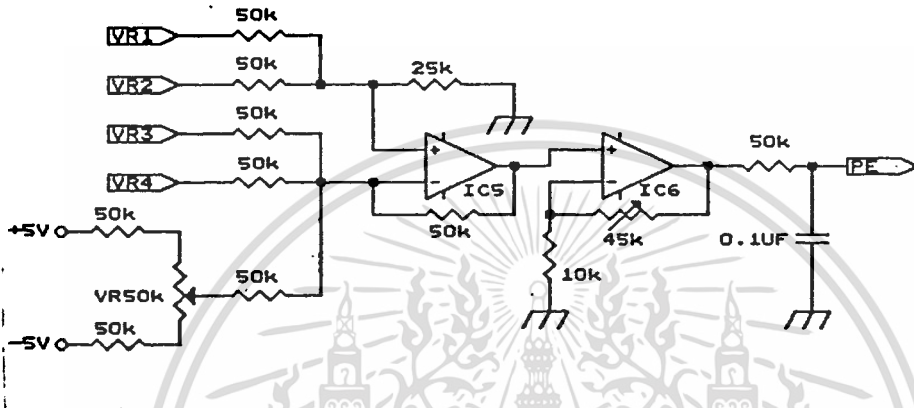 50k
VR1
50k
VR2
25k
50k
VR3
50k
VR4
+
-
IC5
50k
+
-
IC6
45k
10k
50k
PE
0.1UF
50k
+5V
VR50k
50k
-5V
50k